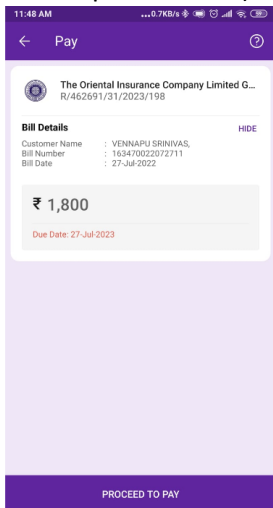 11:48 AM ...0.7KB/s 59
Pay
The Oriental Insurance Company Limited G...
R/462691/31/2023/198
Bill Details HIDE
Customer Name : VENNAPU SRINIVAS,
Bill Number : 163470022072711
Bill Date : 27-Jul-2022
₹ 1,800
Due Date: 27-Jul-2023
PROCEED TO PAY